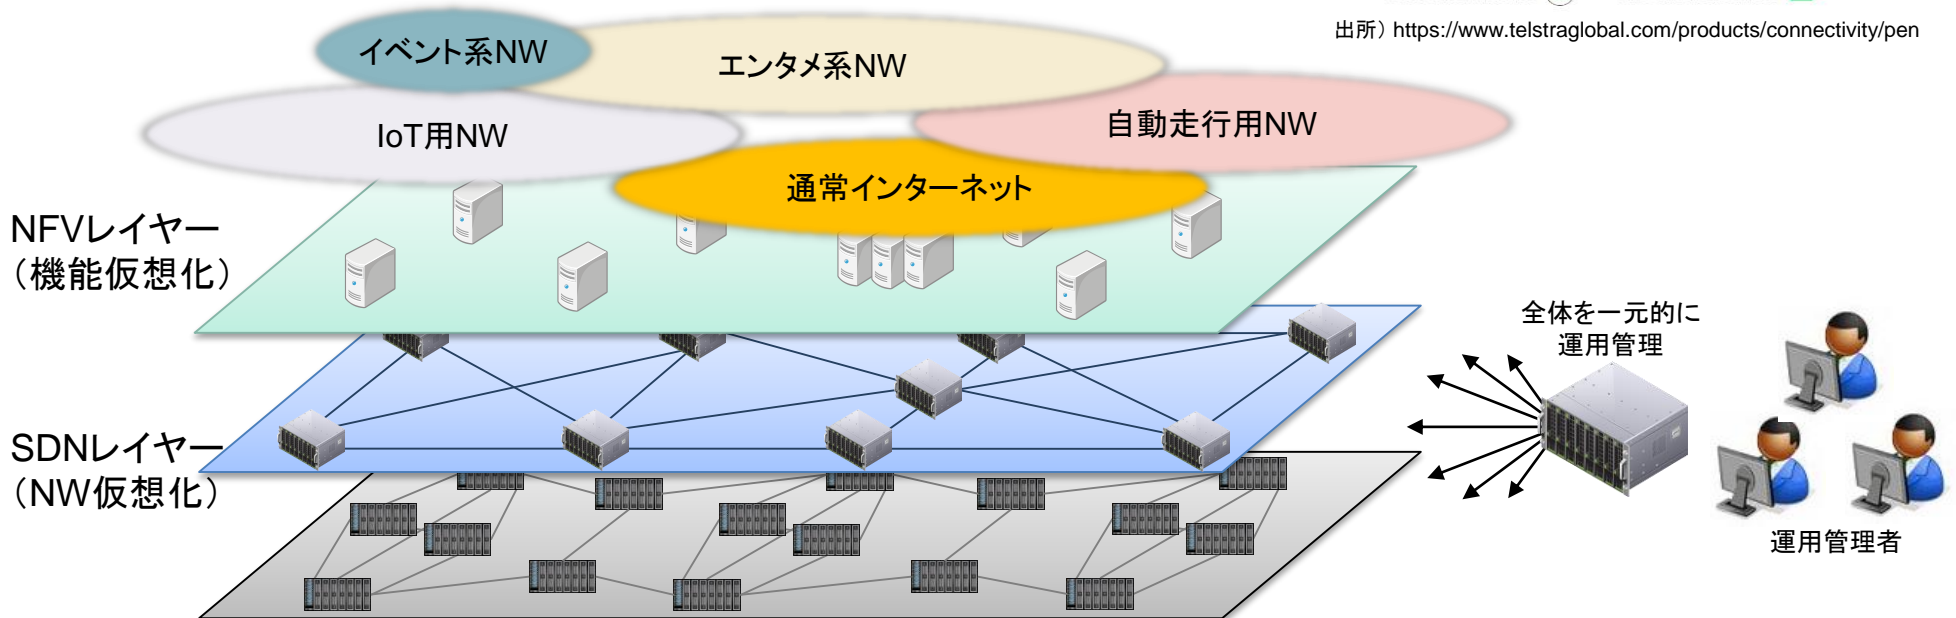 出所） https://www.telstraglobal.com/products/connectivity/pen
イベント系NW
エンタメ系NW
IoT用NW
自動走行用NW
通常インターネット
NFVレイヤー
（機能仮想化）
全体を一元的に
運用管理
SDNレイヤー
（NW仮想化）
運用管理者